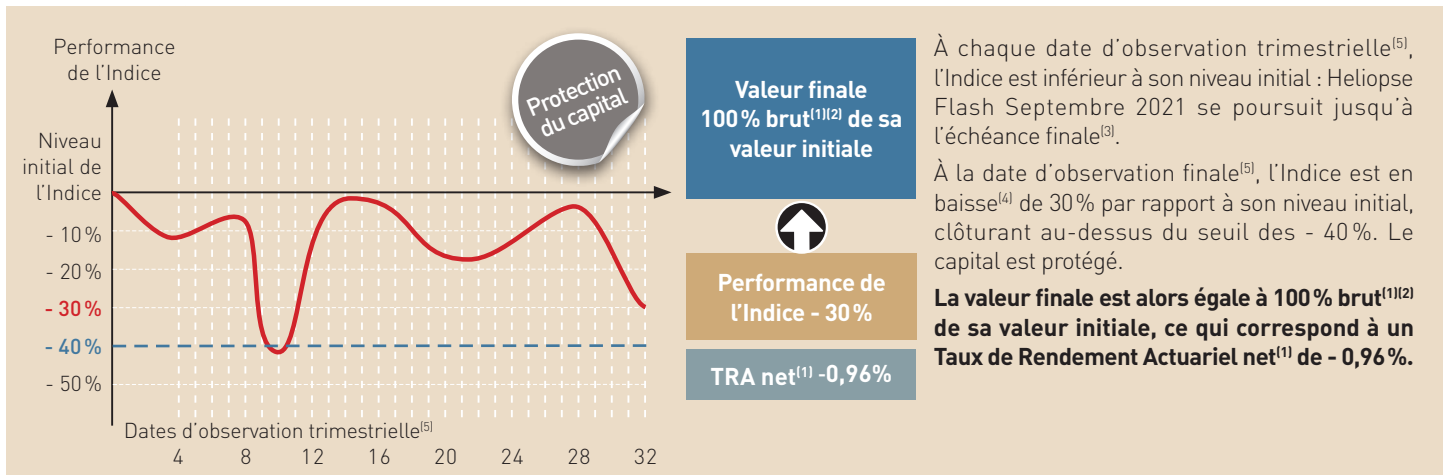 Performance
de l'Indice
Niveau
initial de
l'Indice
- 10 %
- 20 %
- 30 %
- 40 %
- 50 %
Dates d'observation trimestrielle(5)
4 8 12 16 20 24 28 32
Protection
du capital
Valeur finale
100 % brut(1)(2) de sa
valeur initiale
Performance de
l'Indice - 30 %
TRA net(1) -0,96%
À chaque date d'observation trimestrielle(5),
l'Indice est inférieur à son niveau initial : Heliopse
Flash Septembre 2021 se poursuit jusqu'à
l'échéance finale(3).
À la date d'observation finale(5), l'Indice est en
baisse(4) de 30 % par rapport à son niveau initial,
clôturant au-dessus du seuil des - 40 %. Le
capital est protégé.
La valeur finale est alors égale à 100 % brut(1)(2)
de sa valeur initiale, ce qui correspond à un
Taux de Rendement Actuariel net(1) de - 0,96 %.